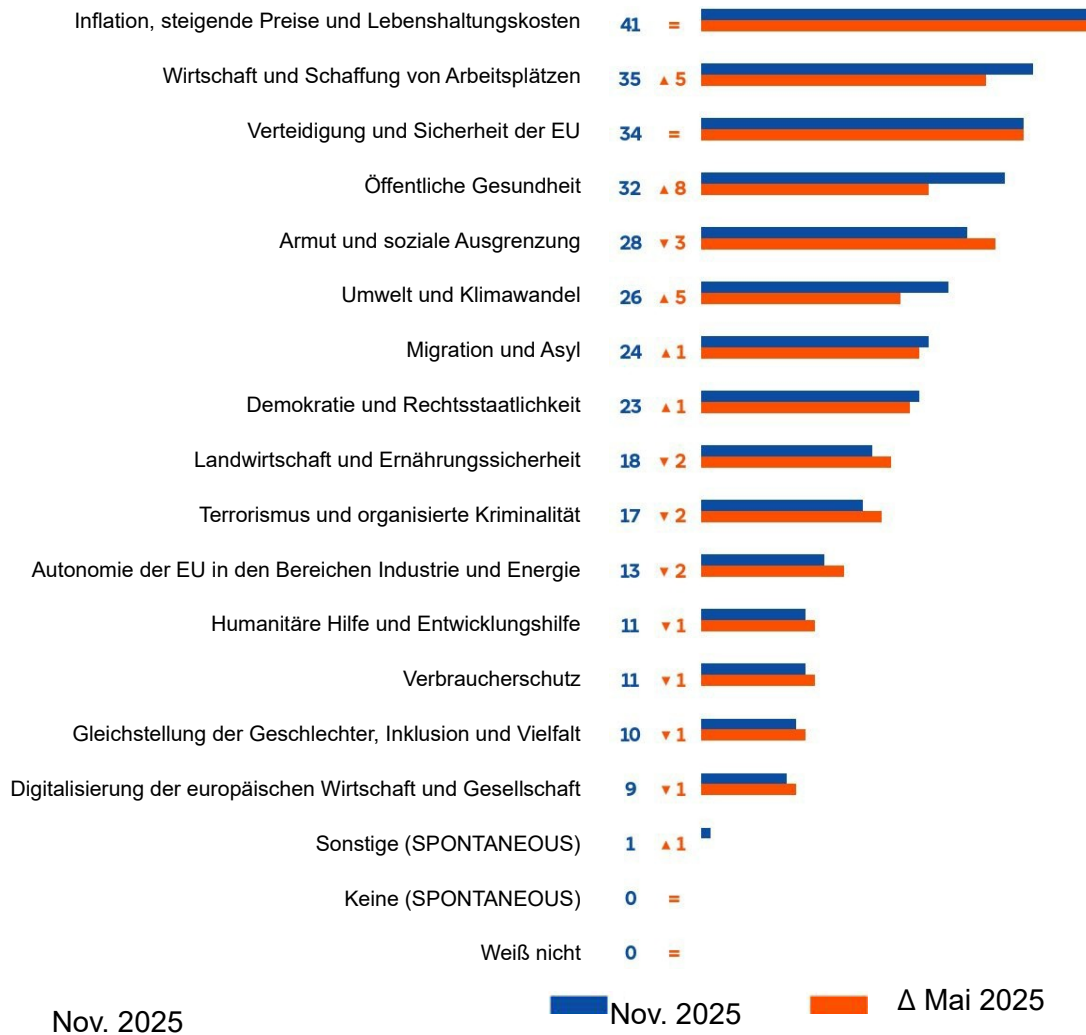 Inflation, steigende Preise und Lebenshaltungskosten 41 =
Wirtschaft und Schaffung von Arbeitsplätzen 35 ▲ 5
Verteidigung und Sicherheit der EU 34 =
Öffentliche Gesundheit 32 ▲ 8
Armut und soziale Ausgrenzung 28 ▼ 3
Umwelt und Klimawandel 26 ▲ 5
Migration und Asyl 24 ▲ 1
Demokratie und Rechtsstaatlichkeit 23 ▲ 1
Landwirtschaft und Ernährungssicherheit 18 ▼ 2
Terrorismus und organisierte Kriminalität 17 ▼ 2
Autonomie der EU in den Bereichen Industrie und Energie 13 ▼ 2
Humanitäre Hilfe und Entwicklungshilfe 11 ▼ 1
Verbraucherschutz 11 ▼ 1
Gleichstellung der Geschlechter, Inklusion und Vielfalt 10 ▼ 1
Digitalisierung der europäischen Wirtschaft und Gesellschaft 9 ▼ 1
Sonstige (SPONTANEOUS) 1 ▲ 1
Keine (SPONTANEOUS) 0 =
Weiß nicht 0 =
Nov. 2025 Nov. 2025 Δ Mai 2025